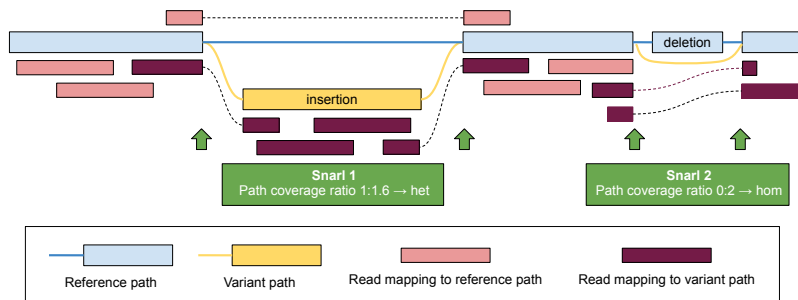 deletion
insertion
Snarl 1
Path coverage ratio 1:1.6 → het
Snarl 2
Path coverage ratio 0:2 → hom
Reference path
Variant path
Read mapping to reference path
Read mapping to variant path